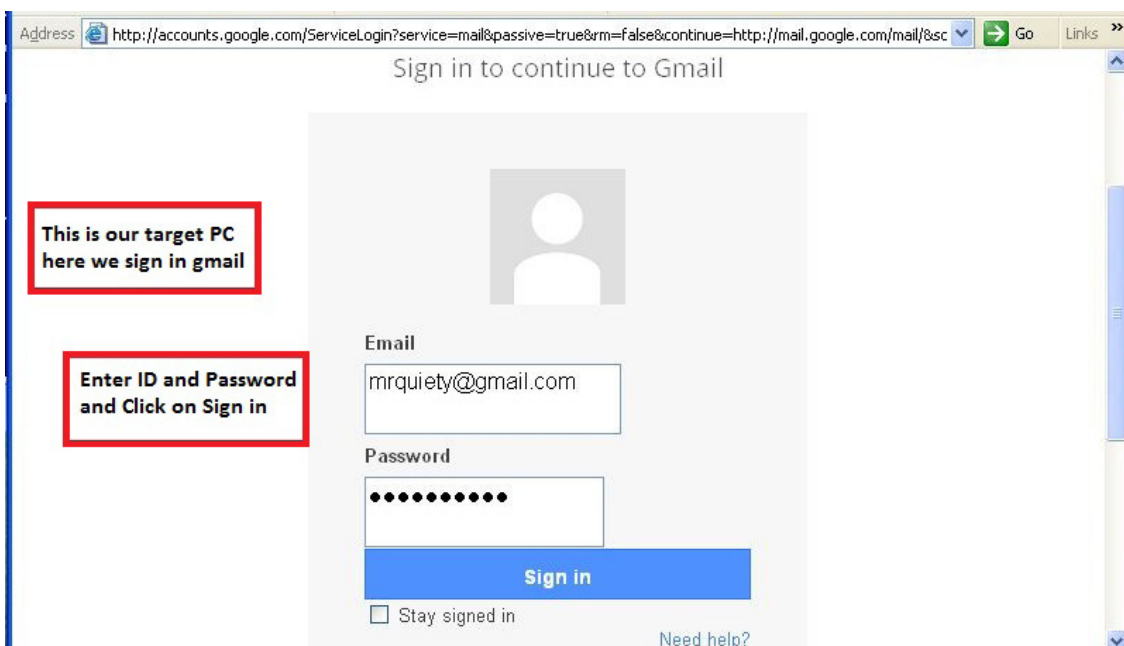 Address http://accounts.google.com/ServiceLogin?service=mail&passive=true&rm=false&continue=http://mail.google.com/mail/&sc Go Links »
Sign in to continue to Gmail
This is our target PC
here we sign in gmail
Email
mrquiety@gmail.com
Enter ID and Password
and Click on Sign in
Password
••••••••••
Sign in
Stay signed in
Need help?